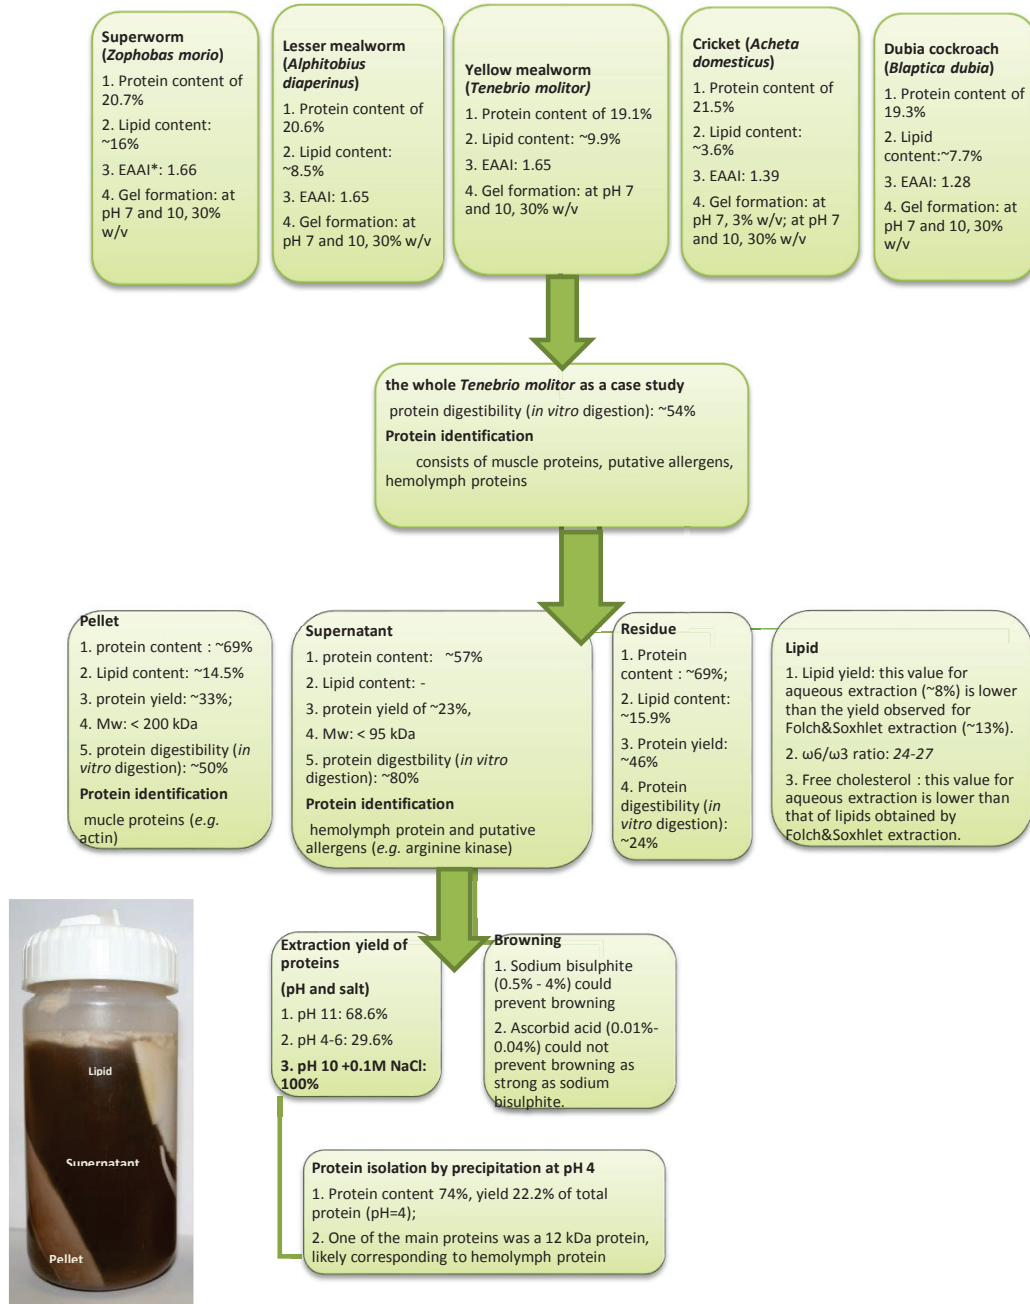 Superworm
(Zophobas morio)
1. Protein content of
20.7%
2. Lipid content:
~16%
3. EAAI*: 1.66
4. Gel formation: at
pH 7 and 10, 30%
w/v
Lesser mealworm
(Alphitobius
diaperinus)
1. Protein content of
20.6%
2. Lipid content:
~8.5%
3. EAAI: 1.65
4. Gel formation: at
pH 7 and 10, 30% w/v
Yellow mealworm
(Tenebrio molitor)
1. Protein content of 19.1%
2. Lipid content: ~9.9%
3. EAAI: 1.65
4. Gel formation: at pH 7
and 10, 30% w/v
Cricket (Acheta
domesticus)
1. Protein content of
21.5%
2. Lipid content:
~3.6%
3. EAAI: 1.39
4. Gel formation: at
pH 7, 3% w/v; at pH 7
and 10, 30% w/v
Dubia cockroach
(Blaptica dubia)
1. Protein content of
19.3%
2. Lipid
content:~7.7%
3. EAAI: 1.28
4. Gel formation: at
pH 7 and 10, 30%
w/v
the whole Tenebrio molitor as a case study
protein digestibility (in vitro digestion): ~54%
Protein identification
consists of muscle proteins, putative allergens,
hemolymph proteins
Pellet
1. protein content : ~69%
2. Lipid content: ~14.5%
3. protein yield: ~33%;
4. Mw: < 200 kDa
5. protein digestibility (in
vitro digestion): ~50%
Protein identification
mucle proteins (e.g.
actin)
Supernatant
1. protein content: ~57%
2. Lipid content: -
3. protein yield of ~23%,
4. Mw: < 95 kDa
5. protein digestbility (in vitro
digestion): ~80%
Protein identification
hemolymph protein and putative
allergens (e.g. arginine kinase)
Residue
1. Protein
content : ~69%;
2. Lipid content:
~15.9%
3. Protein yield:
~46%
4. Protein
digestibility (in
vitro digestion):
~24%
Lipid
1. Lipid yield: this value for
aqueous extraction (~8%) is lower
than the yield observed for
Folch&Soxhlet extraction (~13%).
2. ω6/ω3 ratio: 24-27
3. Free cholesterol : this value for
aqueous extraction is lower than
that of lipids obtained by
Folch&Soxhlet extraction.
Extraction yield of
proteins
(pH and salt)
1. pH 11: 68.6%
2. pH 4-6: 29.6%
3. pH 10 +0.1M NaCl:
100%
Browning
1. Sodium bisulphite
(0.5% - 4%) could
prevent browning
2. Ascorbid acid (0.01%-
0.04%) could not
prevent browning as
strong as sodium
bisulphite.
Protein isolation by precipitation at pH 4
1. Protein content 74%, yield 22.2% of total
protein (pH=4);
2. One of the main proteins was a 12 kDa protein,
likely corresponding to hemolymph protein
Lipid
Supernatant
Pellet